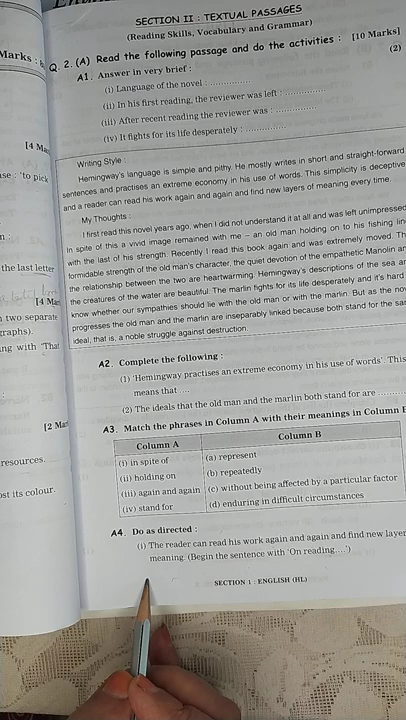 SECTION II : TEXTUAL PASSAGES
(Reading Skills, Vocabulary and Grammar)
Q. 2. (A) Read the following passage and do the activities : [10 Marks]
A1. Answer in very brief : (2)
(i) Language of the novel : ..............
(ii) In his first reading, the reviewer was left : ..............
(iii) After recent reading the reviewer was : ..............
(iv) It fights for its life desperately : ..............
Writing Style :
Hemingway's language is simple and pithy. He mostly writes in short and straight-forward
sentences and practises an extreme economy in his use of words. This simplicity is deceptive
and a reader can read his work again and again and find new layers of meaning every time.
My Thoughts :
I first read this novel years ago, when I did not understand it at all and was left unimpressed.
In spite of this a vivid image remained with me – an old man holding on to his fishing
with the last of his strength. Recently I read this book again and was extremely moved.
formidable strength of the old man's character, the quiet devotion of the empathetic Manolin
the relationship between the two are heartwarming. Hemingway's descriptions of the sea
the creatures of the water are beautiful. The marlin fights for its life desperately and it's hard
know whether our sympathies should lie with the old man or with the marlin. But as the
progresses the old man and the marlin are inseparably linked because both stand for the
ideal, that is, a noble struggle against destruction.
A2. Complete the following :
(1) 'Hemingway practises an extreme economy in his use of words'. This
means that ....
(2) The ideals that the old man and the marlin both stand for are ........
A3. Match the phrases in Column A with their meanings in Column
Column A Column B
(i) in spite of (a) represent
(ii) holding on (b) repeatedly
(iii) again and again (c) without being affected by a particular factor
(iv) stand for (d) enduring in difficult circumstances
A4. Do as directed :
(i) The reader can read his work again and again and find new
meaning. (Begin the sentence with 'On reading....')
SECTION 1 : ENGLISH (HL)
Marks :
[4
: 'to pick
the last letter
[4
two separate
with 'That
[2
resources.
its colour.